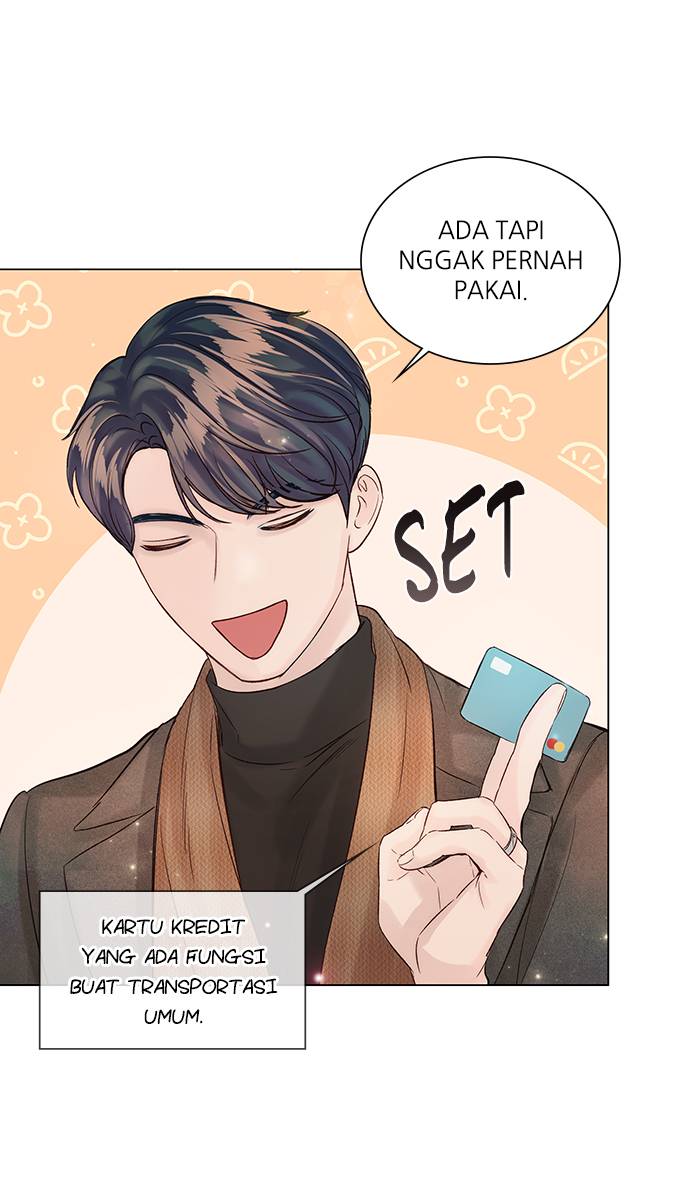 ADA TAPI
NGGAK PERNAH
PAKAI.
SET
KARTU KREDIT
YANG ADA FUNGSI
BUAT TRANSPORTASI
UMUM.